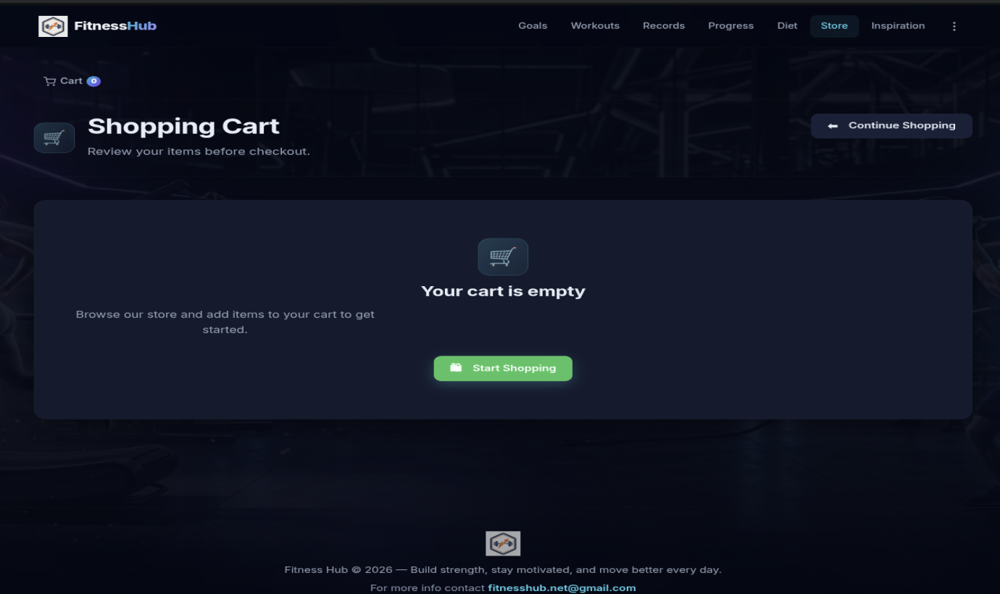 FitnessHub
Goals
Workouts
Records
Progress
Diet
Store
Inspiration
Cart 0
Shopping Cart
Review your items before checkout.
Continue Shopping
Your cart is empty
Browse our store and add items to your cart to get
started.
Start Shopping
Fitness Hub © 2026 — Build strength, stay motivated, and move better every day.
For more info contact fitnesshub.net@gmail.com